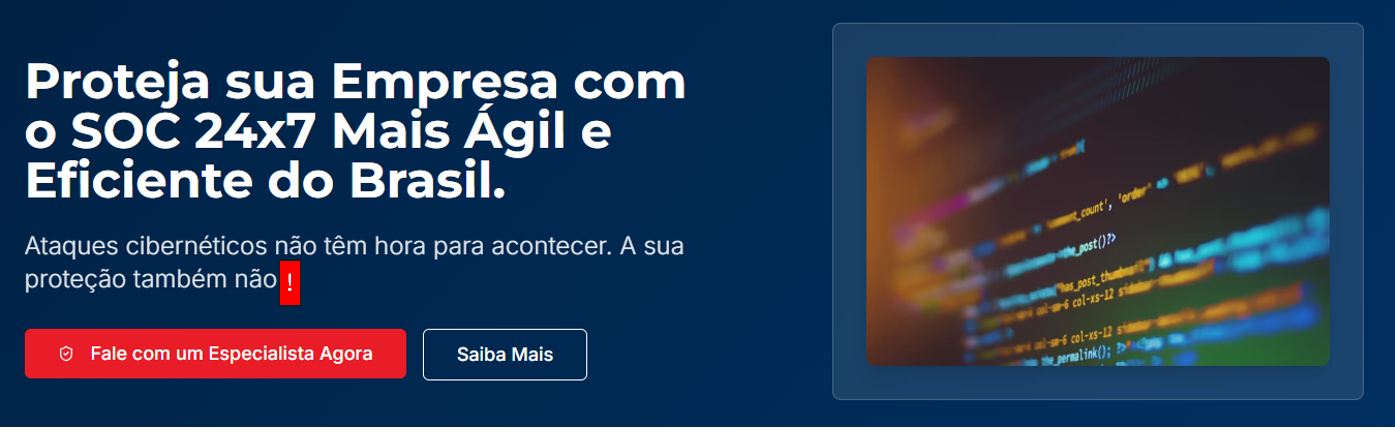 Proteja sua Empresa com
o SOC 24x7 Mais Ágil e
Eficiente do Brasil.
Ataques cibernéticos não têm hora para acontecer. A sua
proteção também não!
Fale com um Especialista Agora
Saiba Mais
'comment_count', 'order' =>
the_post()?>
"has_post_thumbnail")
col-sm-6 col-xs-12
col-sm-6 col-xs-12
the_permalink(); ?>